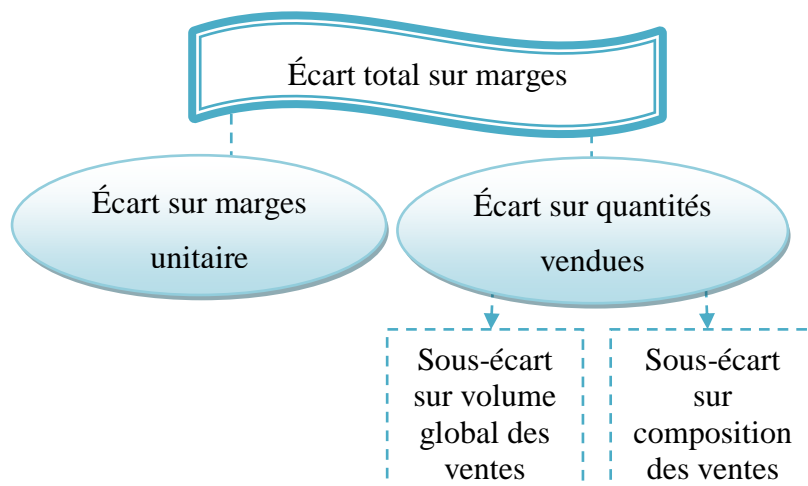 Écart total sur marges
Écart sur marges
unitaire
Écart sur quantités
vendues
Sous-écart
sur volume
global des
ventes
Sous-écart
sur
composition
des ventes